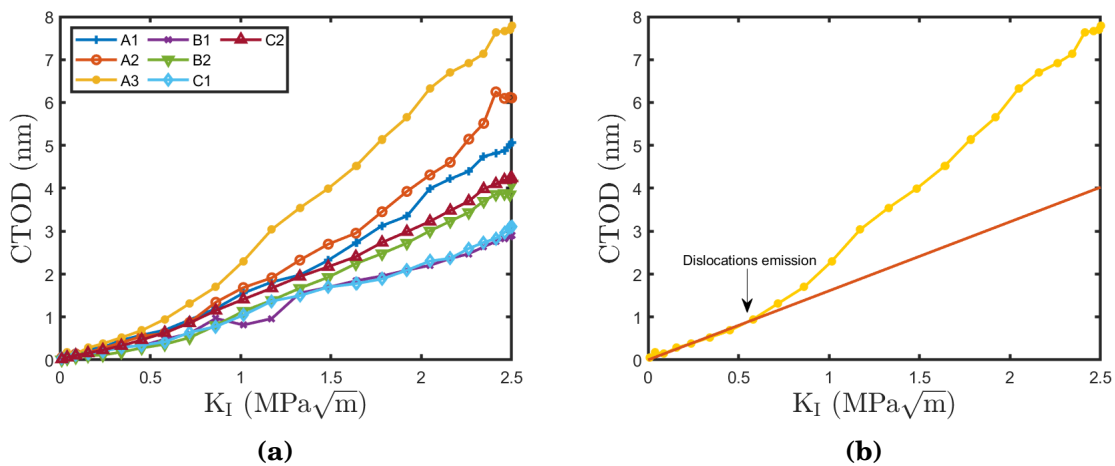 8
7
6
5
4
3
2
1
0
CTOD (nm)
A1 B1 C2
A2 B2
A3 C1
0 0.5 1 1.5 2 2.5
K_I (MPa√m)
(a)
8
7
6
5
4
3
2
1
0
CTOD (nm)
Dislocations emission
0 0.5 1 1.5 2 2.5
K_I (MPa√m)
(b)